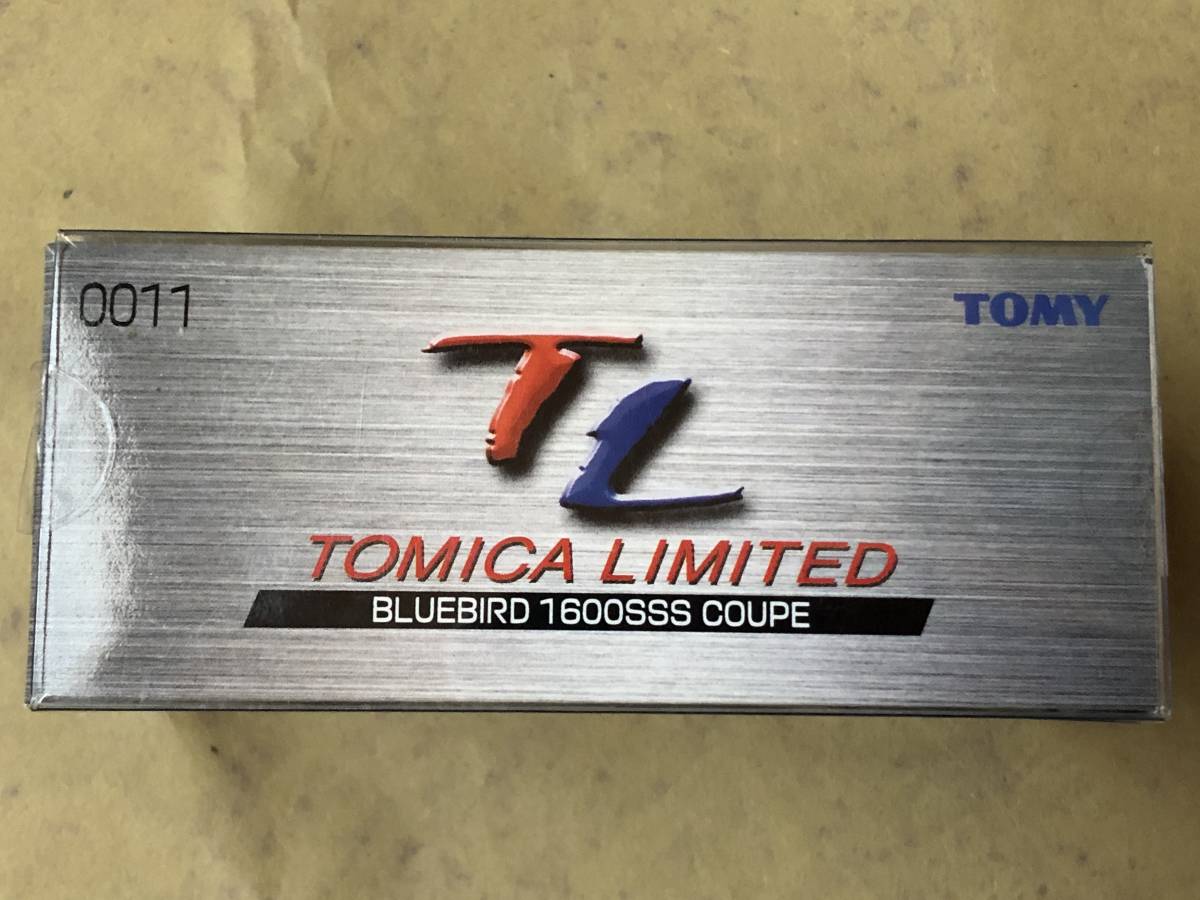 0011
TOMY
TL
TOMICA LIMITED
BLUEBIRD 1600SSS COUPE